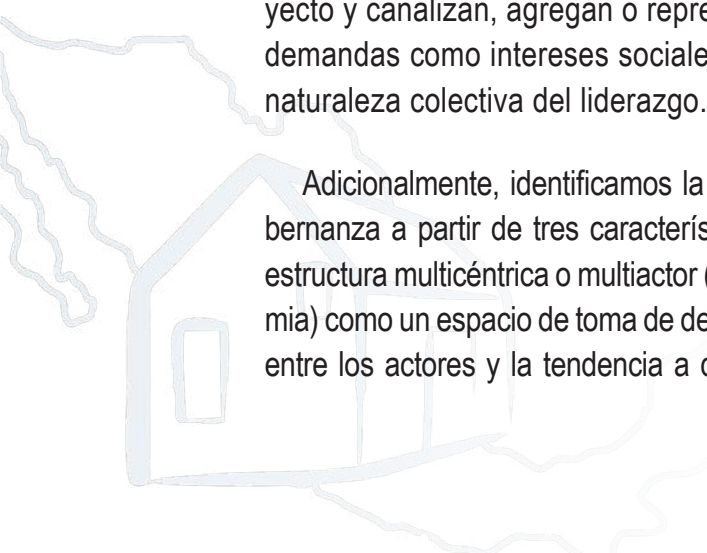 yecto y canalizan, agregan o repre
demandas como intereses sociale
naturaleza colectiva del liderazgo.
Adicionalmente, identificamos la
bernanza a partir de tres caracterís
estructura multicéntrica o multiactor (
mia) como un espacio de toma de de
entre los actores y la tendencia a c